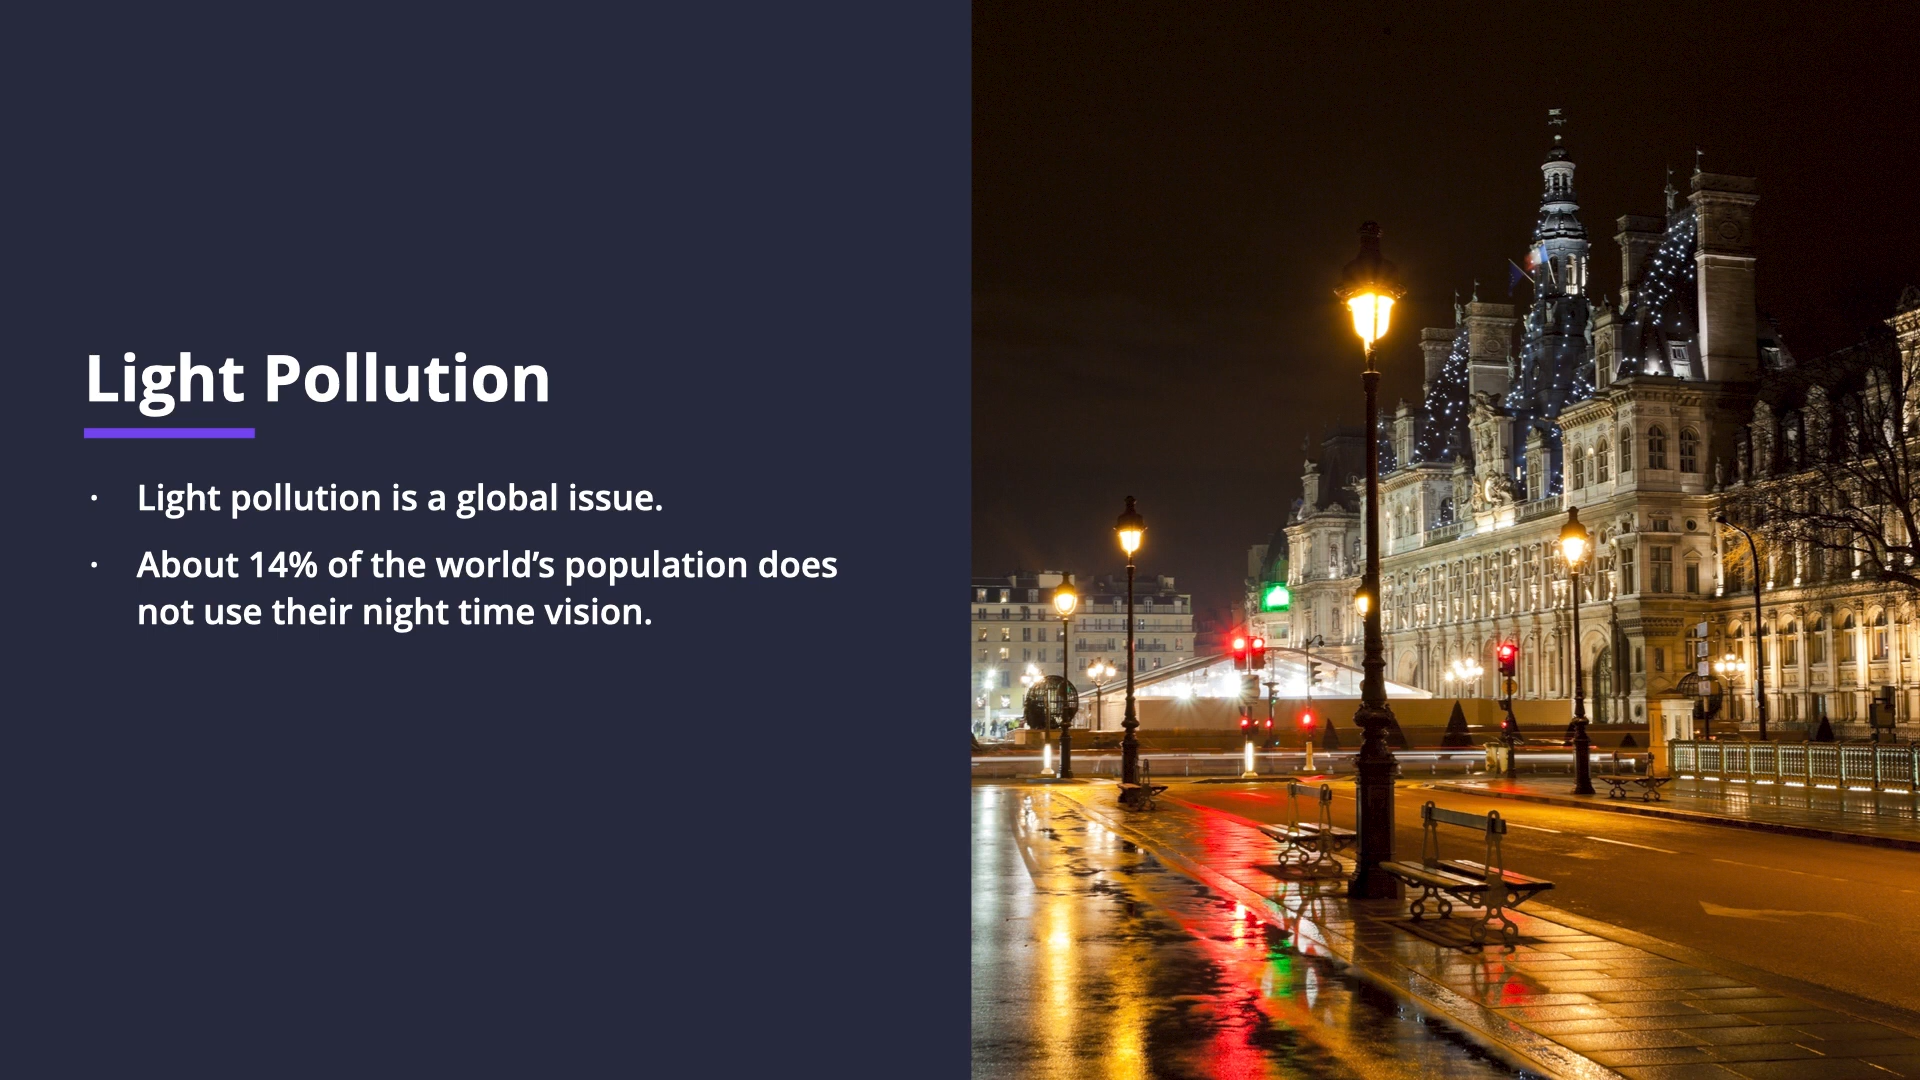 Light Pollution
· Light pollution is a global issue.
· About 14% of the world’s population does
not use their night time vision.